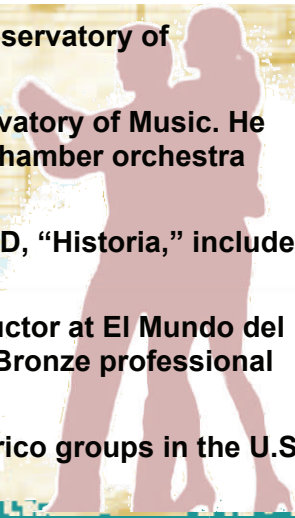 servatory of
vatory of Music. He
hamber orchestra
D, “Historia,” include
uctor at El Mundo del
Bronze professional
rico groups in the U.S